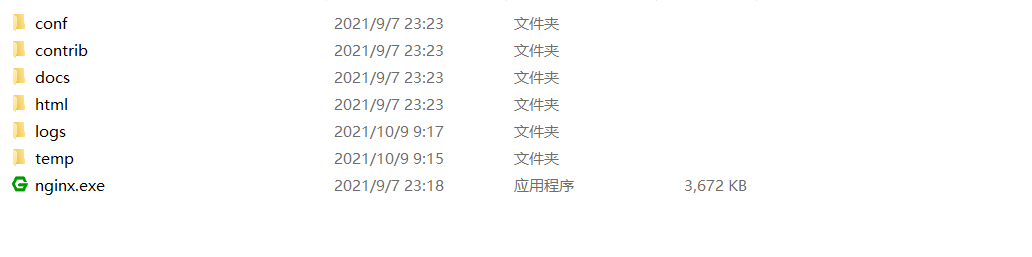 conf 2021/9/7 23:23 文件夹
contrib 2021/9/7 23:23 文件夹
docs 2021/9/7 23:23 文件夹
html 2021/9/7 23:23 文件夹
logs 2021/10/9 9:17 文件夹
temp 2021/10/9 9:15 文件夹
nginx.exe 2021/9/7 23:18 应用程序 3,672 KB